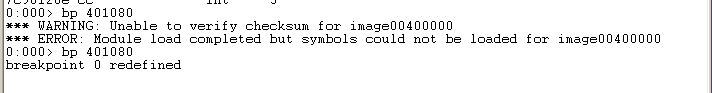 0:000> bp 401080
*** WARNING: Unable to verify checksum for image00400000
*** ERROR: Module load completed but symbols could not be loaded for image00400000
0:000> bp 401080
breakpoint 0 redefined